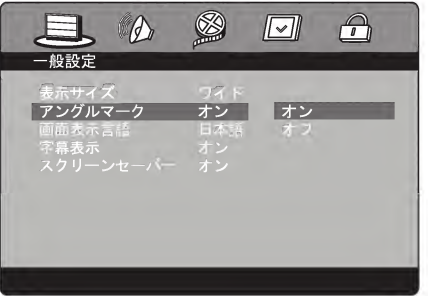 一般設定
表示サイズ ワイド
アングルマーク オン オン
画面表示言語 日本語 オフ
字幕表示 オン
スクリーンセーバー オン